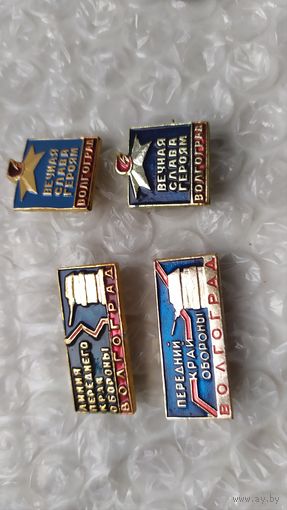 ВЕЧНАЯ
СЛАВА
ГЕРОЯМ
ВОЛГОГРАД
ВЕЧНАЯ
СЛАВА
ГЕРОЯМ
ВОЛГОГРАД
ЛИНИЯ
ПЕРЕДНЕГО
КРАЯ
ОБОРОНЫ
ВОЛГОГРАД
ПЕРЕДНИЙ
КРАЙ
ОБОРОНЫ
ВОЛГОГРАД
www.ay.by